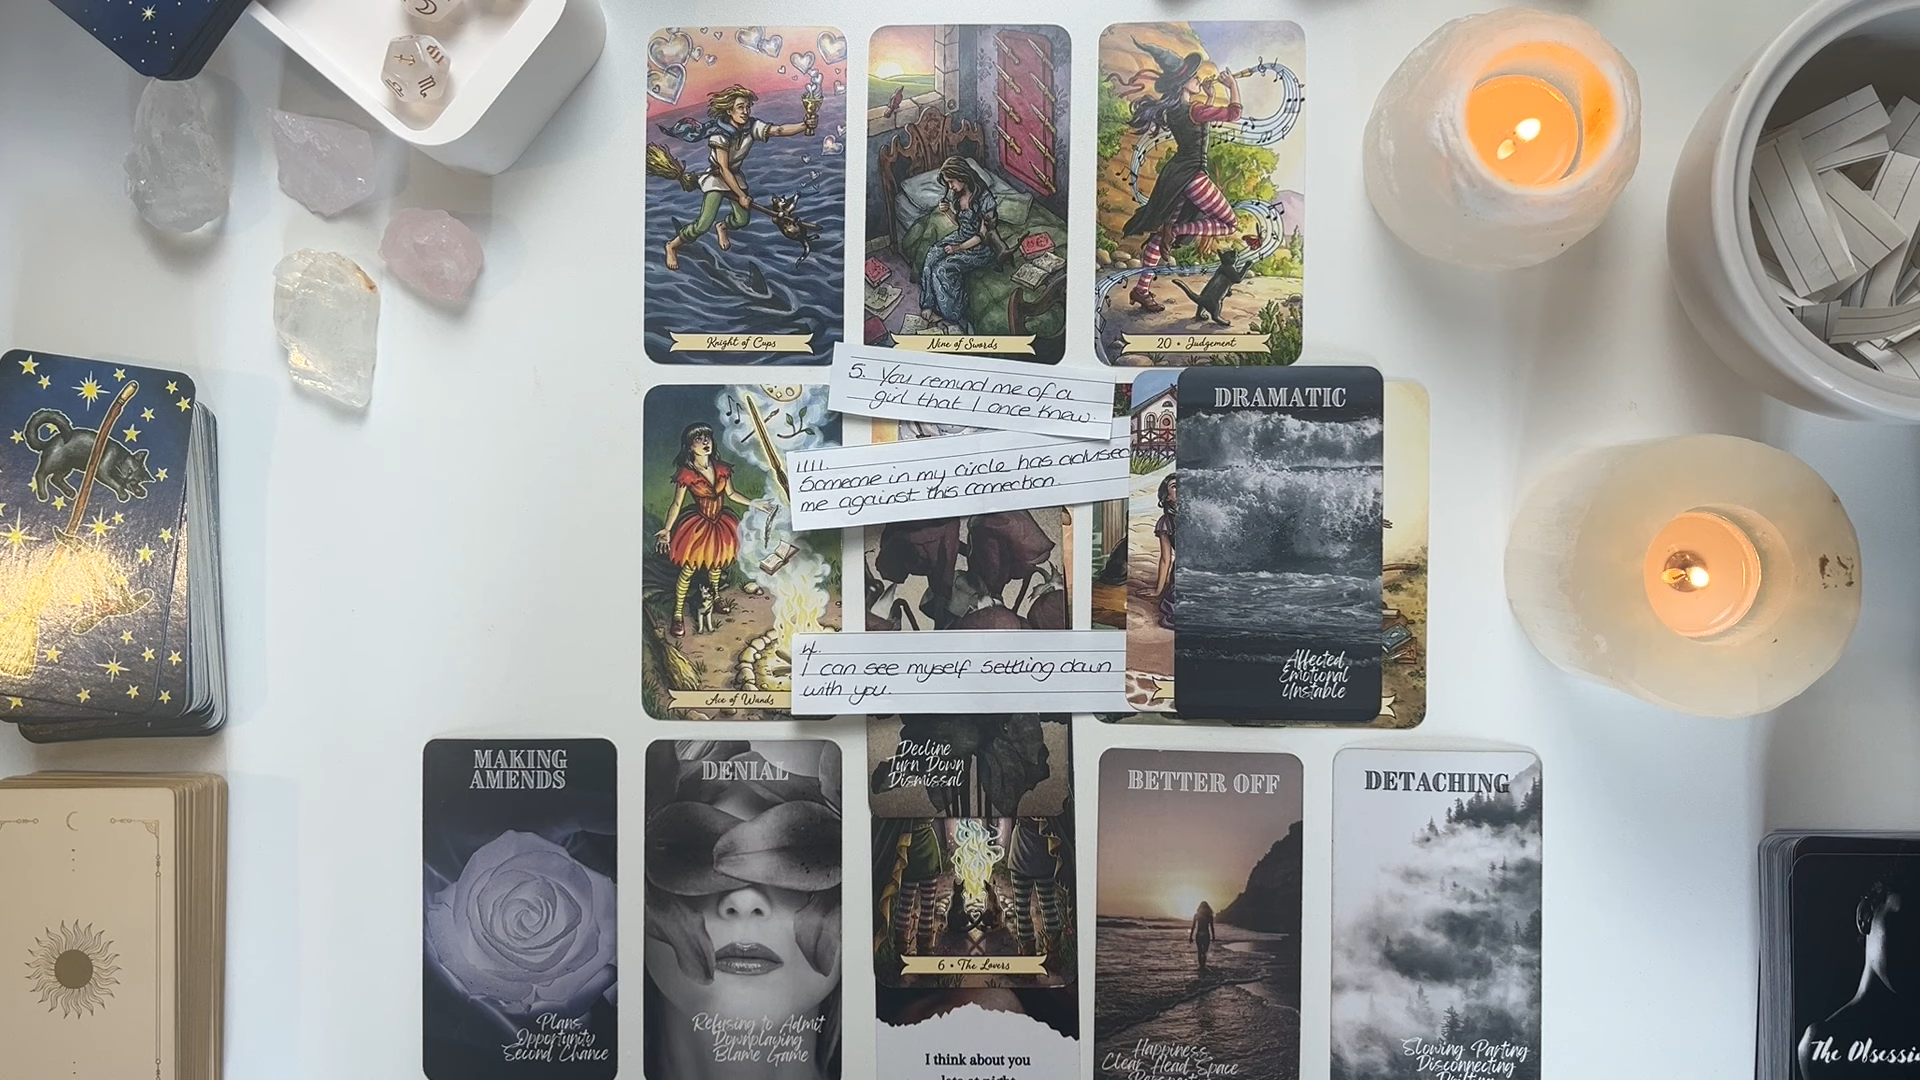 Knight of Cups
Nine of Swords
20 • Judgement
5. You remind me of a
girl that I once knew.
1111.
Someone in my circle has advised
me against this connection.
DRAMATIC
Affected
Emotional
Unstable
Ace of Wands
4.
I can see myself settling down
with you.
MAKING
AMENDS
Plans
Opportunity
Second Chance
DENIAL
Refusing to Admit
Downplaying
Blame Game
Decline
Turn Down
Dismissal
6 • The Lovers
I think about you
late at night
BETTER OFF
Happiness
Clear Head Space
DETACHING
Slowing Parting
Disconnecting
The Obsessi